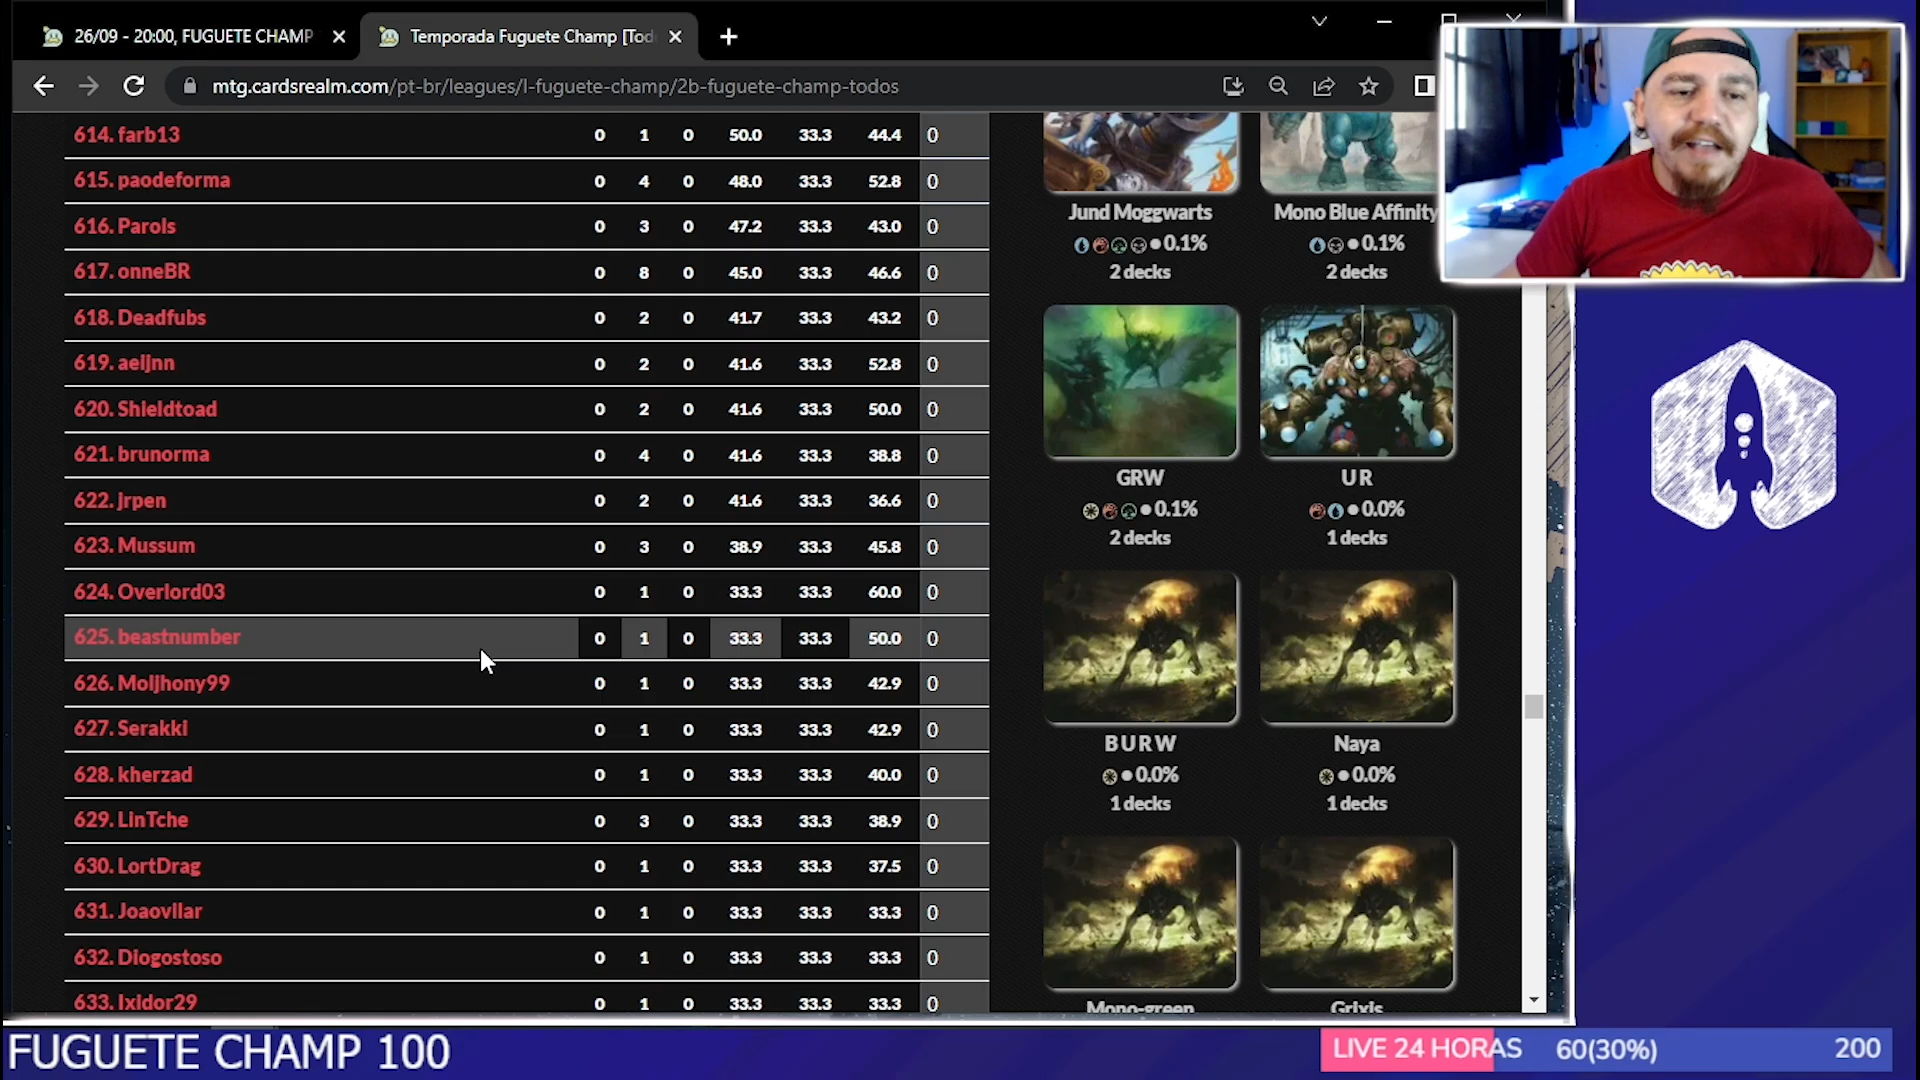 26/09 - 20:00, FUGUETE CHAMP
Temporada Fuguete Champ [Tod
mtg.cardsrealm.com/pt-br/leagues/l-fuguete-champ/2b-fuguete-champ-todos
614. farb13 0 1 0 50.0 33.3 44.4 0
615. paodeforma 0 4 0 48.0 33.3 52.8 0
616. Parols 0 3 0 47.2 33.3 43.0 0
617. onneBR 0 8 0 45.0 33.3 46.6 0
618. Deadfubs 0 2 0 41.7 33.3 43.2 0
619. aeijnn 0 2 0 41.6 33.3 52.8 0
620. Shieldtoad 0 2 0 41.6 33.3 50.0 0
621. brunorma 0 4 0 41.6 33.3 38.8 0
622. jrpen 0 2 0 41.6 33.3 36.6 0
623. Mussum 0 3 0 38.9 33.3 45.8 0
624. Overlord03 0 1 0 33.3 33.3 60.0 0
625. beastnumber 0 1 0 33.3 33.3 50.0 0
626. Moijhony99 0 1 0 33.3 33.3 42.9 0
627. Serakki 0 1 0 33.3 33.3 42.9 0
628. kherzad 0 1 0 33.3 33.3 40.0 0
629. LinTche 0 3 0 33.3 33.3 38.9 0
630. LortDrag 0 1 0 33.3 33.3 37.5 0
631. Joaovilar 0 1 0 33.3 33.3 33.3 0
632. Diogostoso 0 1 0 33.3 33.3 33.3 0
633. Ixidor29 0 1 0 33.3 33.3 33.3 0
Jund Moggwarts
0.1%
2 decks
Mono Blue Affinity
0.1%
2 decks
GRW
0.1%
2 decks
UR
0.0%
1 decks
BURW
0.0%
1 decks
Naya
0.0%
1 decks
Mono-green
Grixis
FUGUETE CHAMP 100
LIVE 24 HORAS 60(30%) 200